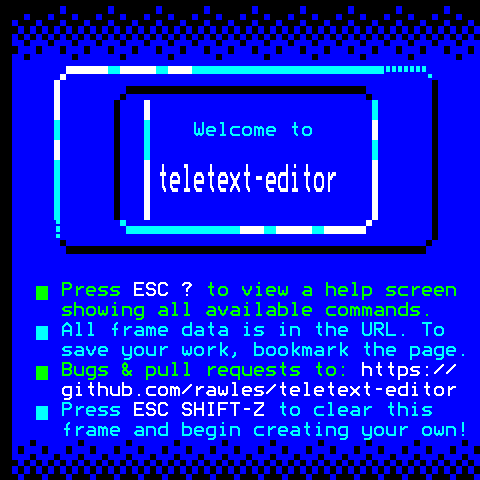 Welcome to
teletext-editor
Press ESC ? to view a help screen
showing all available commands.
All frame data is in the URL. To
save your work, bookmark the page.
Bugs & pull requests to: https://
github.com/rawles/teletext-editor
Press ESC SHIFT-Z to clear this
frame and begin creating your own!